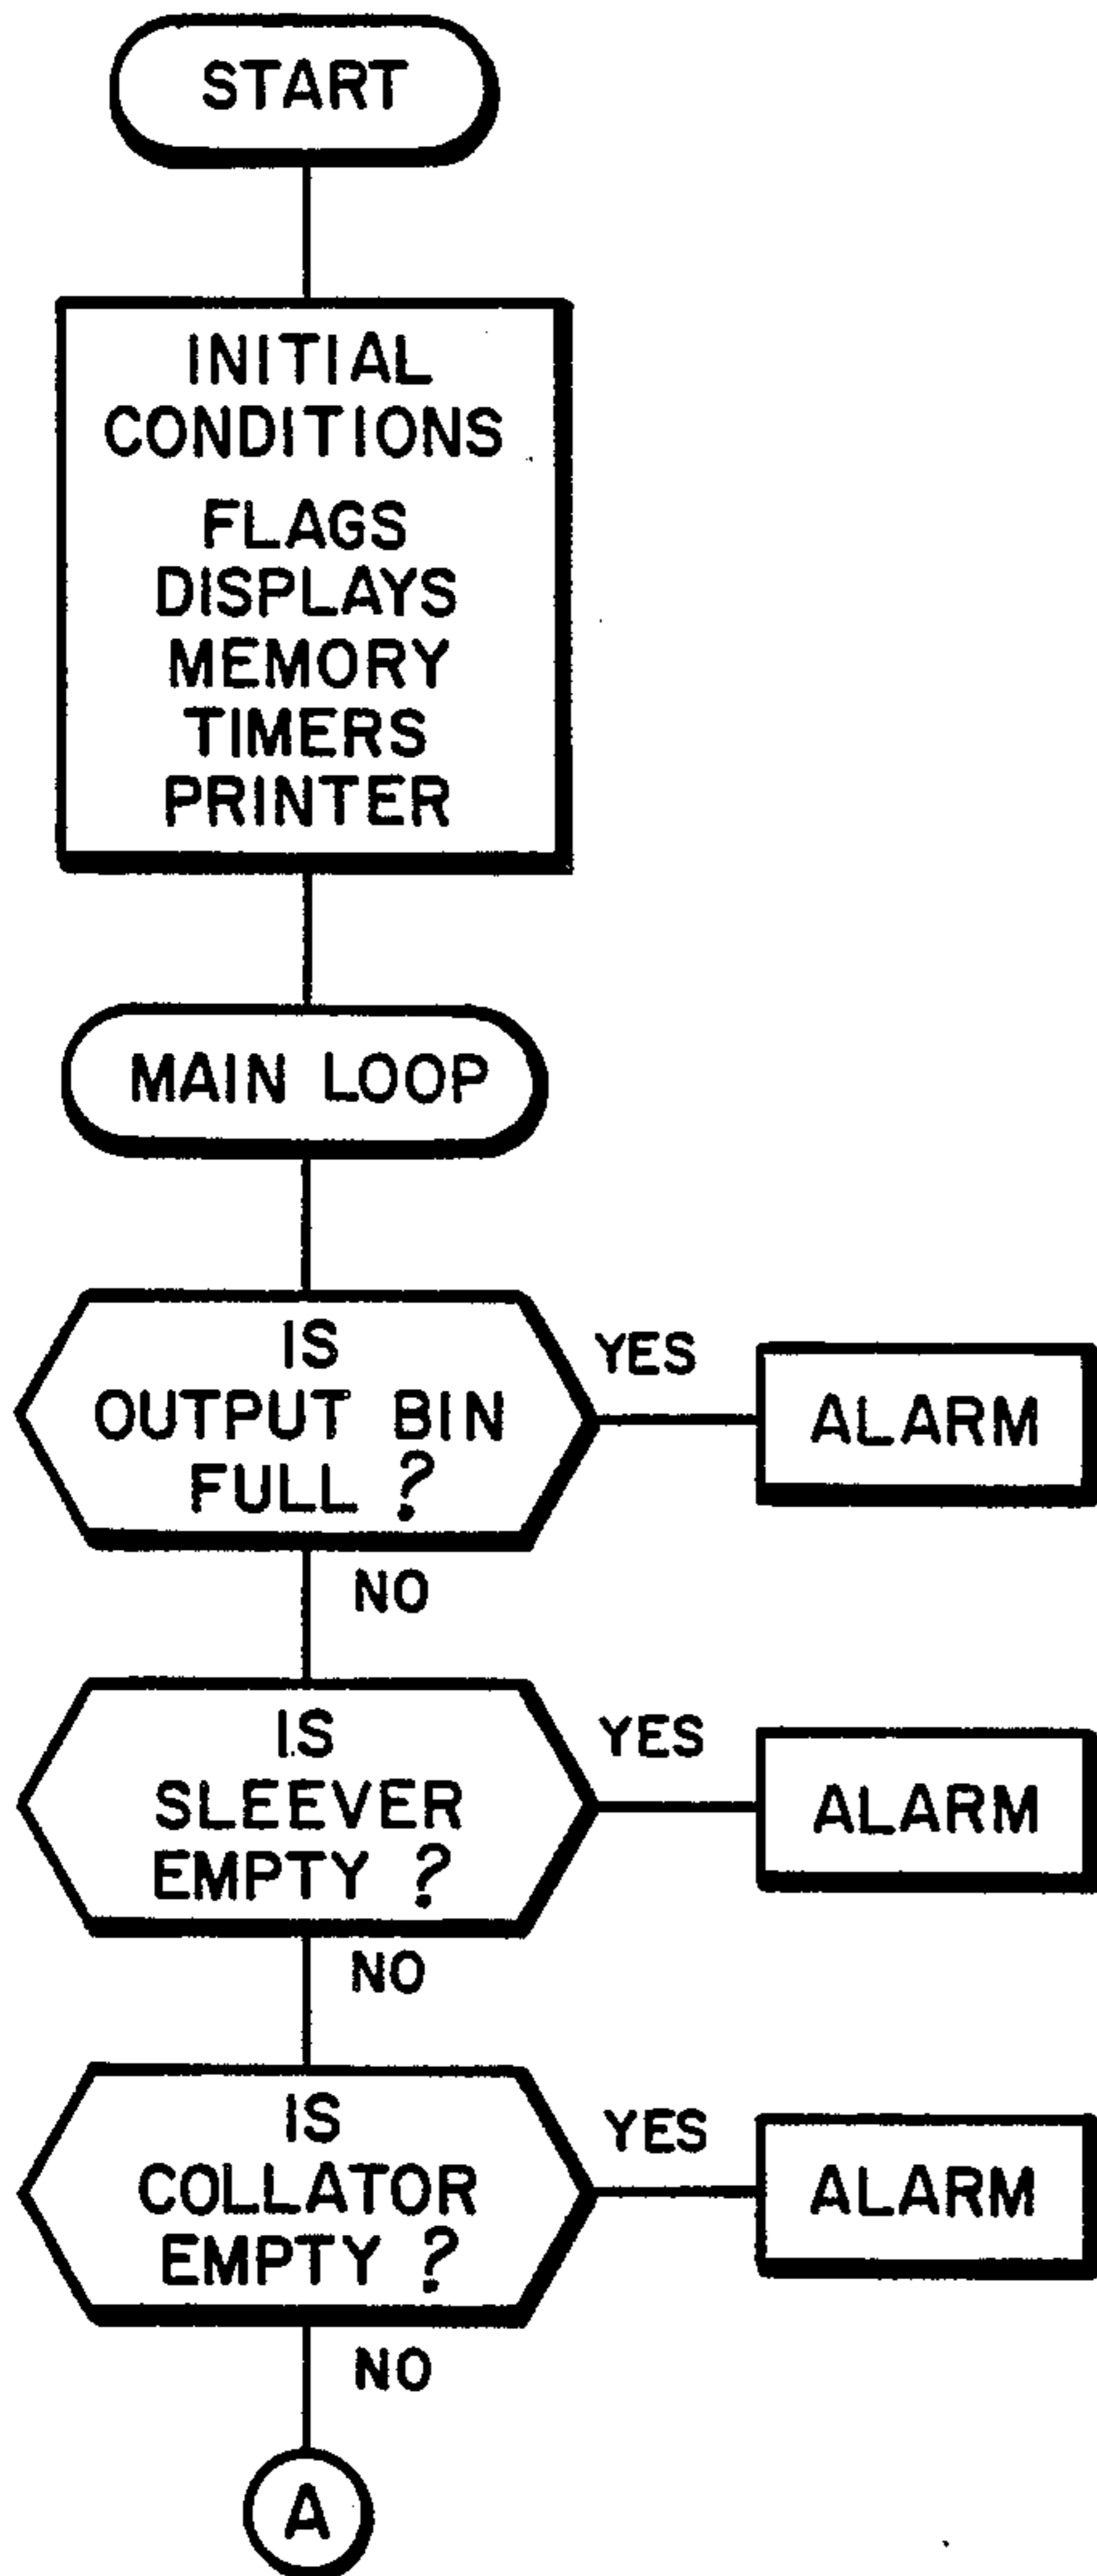 START
INITIAL
CONDITIONS
FLAGS
DISPLAYS
MEMORY
TIMERS
PRINTER
MAIN LOOP
IS
OUTPUT BIN
FULL ?
YES
ALARM
NO
IS
SLEEVER
EMPTY ?
YES
ALARM
NO
IS
COLLATOR
EMPTY ?
YES
ALARM
NO
A